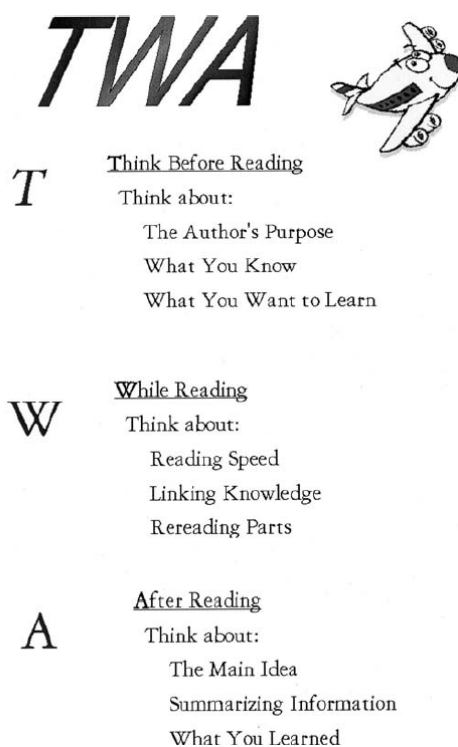 TWA
T
Think Before Reading
Think about:
The Author's Purpose
What You Know
What You Want to Learn
W
While Reading
Think about:
Reading Speed
Linking Knowledge
Rereading Parts
A
After Reading
Think about:
The Main Idea
Summarizing Information
What You Learned